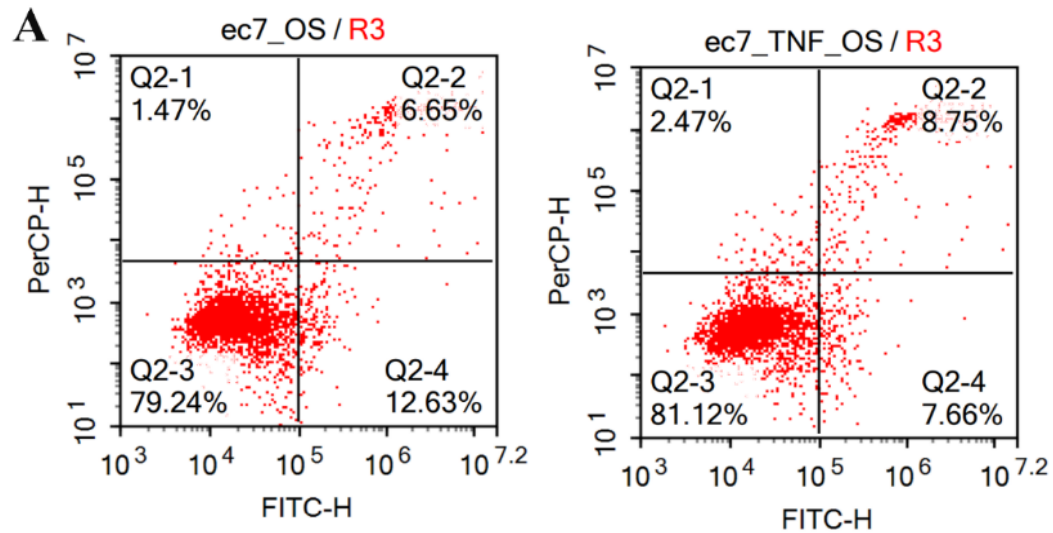 A
ec7_OS / R3
PerCP-H
10^7
10^5
10^3
10^1
Q2-1
1.47%
Q2-2
6.65%
Q2-3
79.24%
Q2-4
12.63%
10^3 10^4 10^5 10^6 10^7.2
FITC-H
ec7_TNF_OS / R3
PerCP-H
10^7
10^5
10^3
10^1
Q2-1
2.47%
Q2-2
8.75%
Q2-3
81.12%
Q2-4
7.66%
10^3 10^4 10^5 10^6 10^7.2
FITC-H